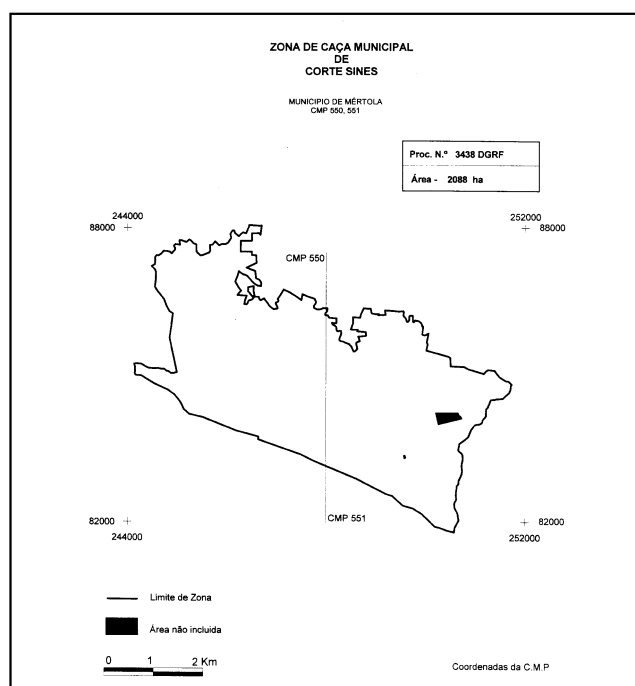 ZONA DE CAÇA MUNICIPAL
DE
CORTE SINES
MUNICIPIO DE MÉRTOLA
CMP 550, 551
Proc. N.º 3438 DGRF
Área - 2088 ha
244000
88000
252000
88000
CMP 550
CMP 551
82000
244000
82000
252000
Limite de Zona
Área não incluida
0 1 2 Km
Coordenadas da C.M.P